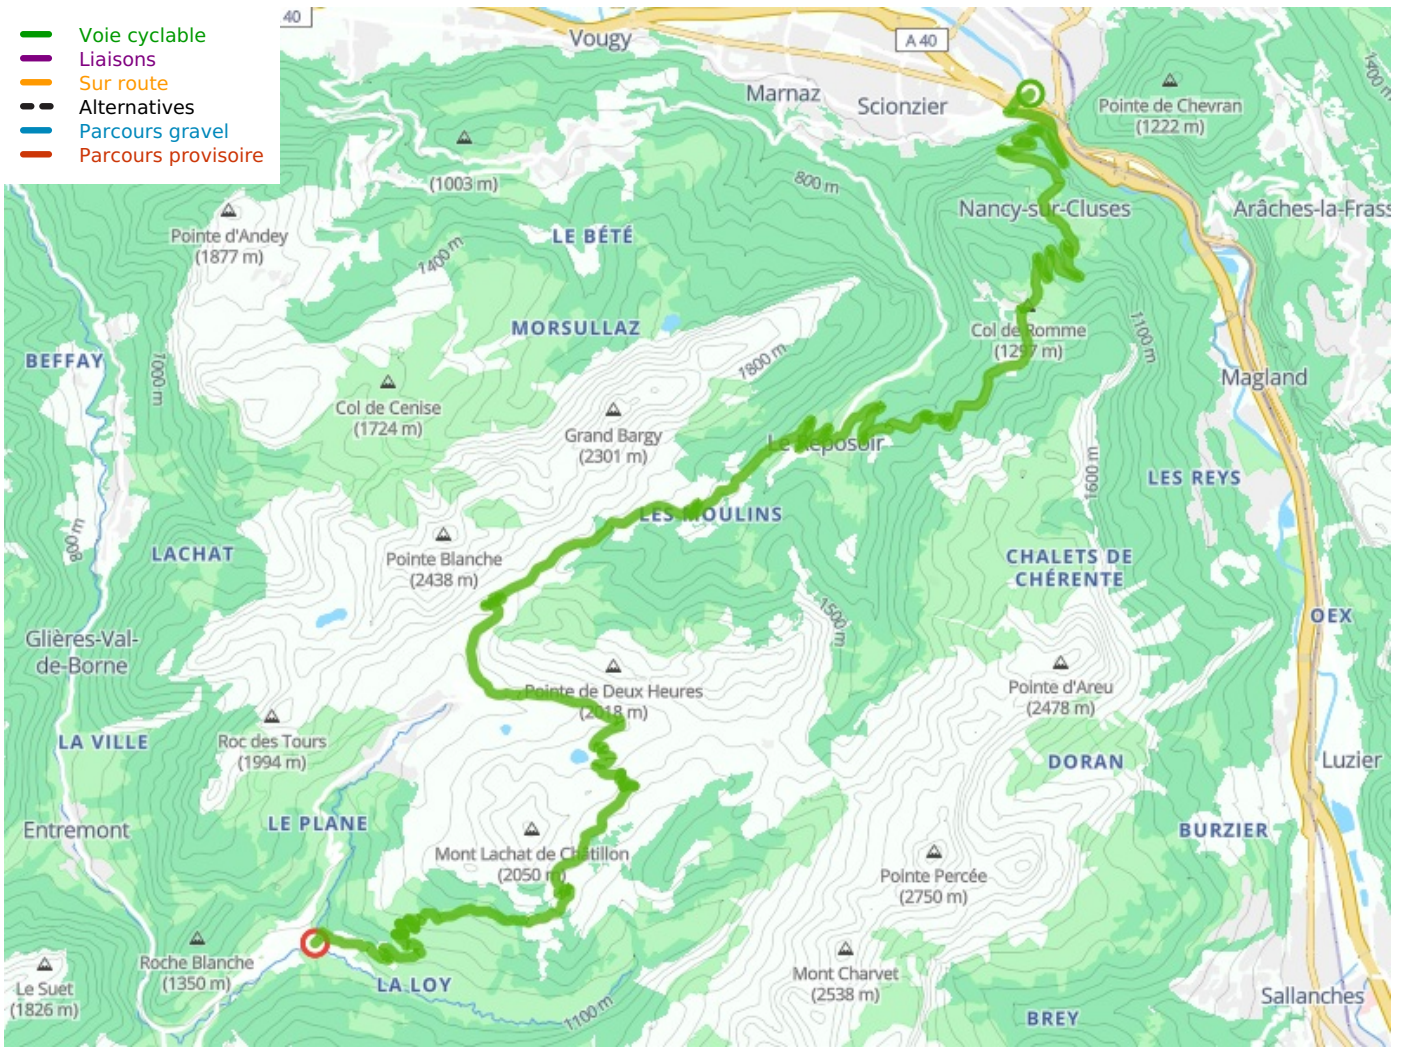 Voie cyclable
Liaisons
Sur route
Alternatives
Parcours gravel
Parcours provisoire
40
Vougy
A 40
Marnaz
Scionzier
Pointe de Chevran
(1222 m)
1400 m
(1003 m)
800 m
Nancy-sur-Cluses
Arâches-la-Frass
Pointe d'Andey
(1877 m)
LE BÉTÉ
1400 m
MORSULLAZ
Col de Romme
(1297 m)
1100 m
BEFFAY
1000 m
1800 m
Magland
Col de Cenise
(1724 m)
Grand Bargy
(2301 m)
Le Reposoir
1600 m
LES REYS
LES MOULINS
800 m
LACHAT
Pointe Blanche
(2438 m)
CHALETS DE
CHÉRENTE
1500 m
OEX
Glières-Val-
de-Borne
Pointe de Deux Heures
(2018 m)
Pointe d'Areu
(2478 m)
LA VILLE
Roc des Tours
(1994 m)
DORAN
Luzier
Entremont
LE PLANE
BURZIER
Mont Lachat de Châtillon
(2050 m)
Pointe Percée
(2750 m)
Roche Blanche
(1350 m)
Le Suet
(1826 m)
LA LOY
Mont Charvet
(2538 m)
1100 m
BREY
Sallanches